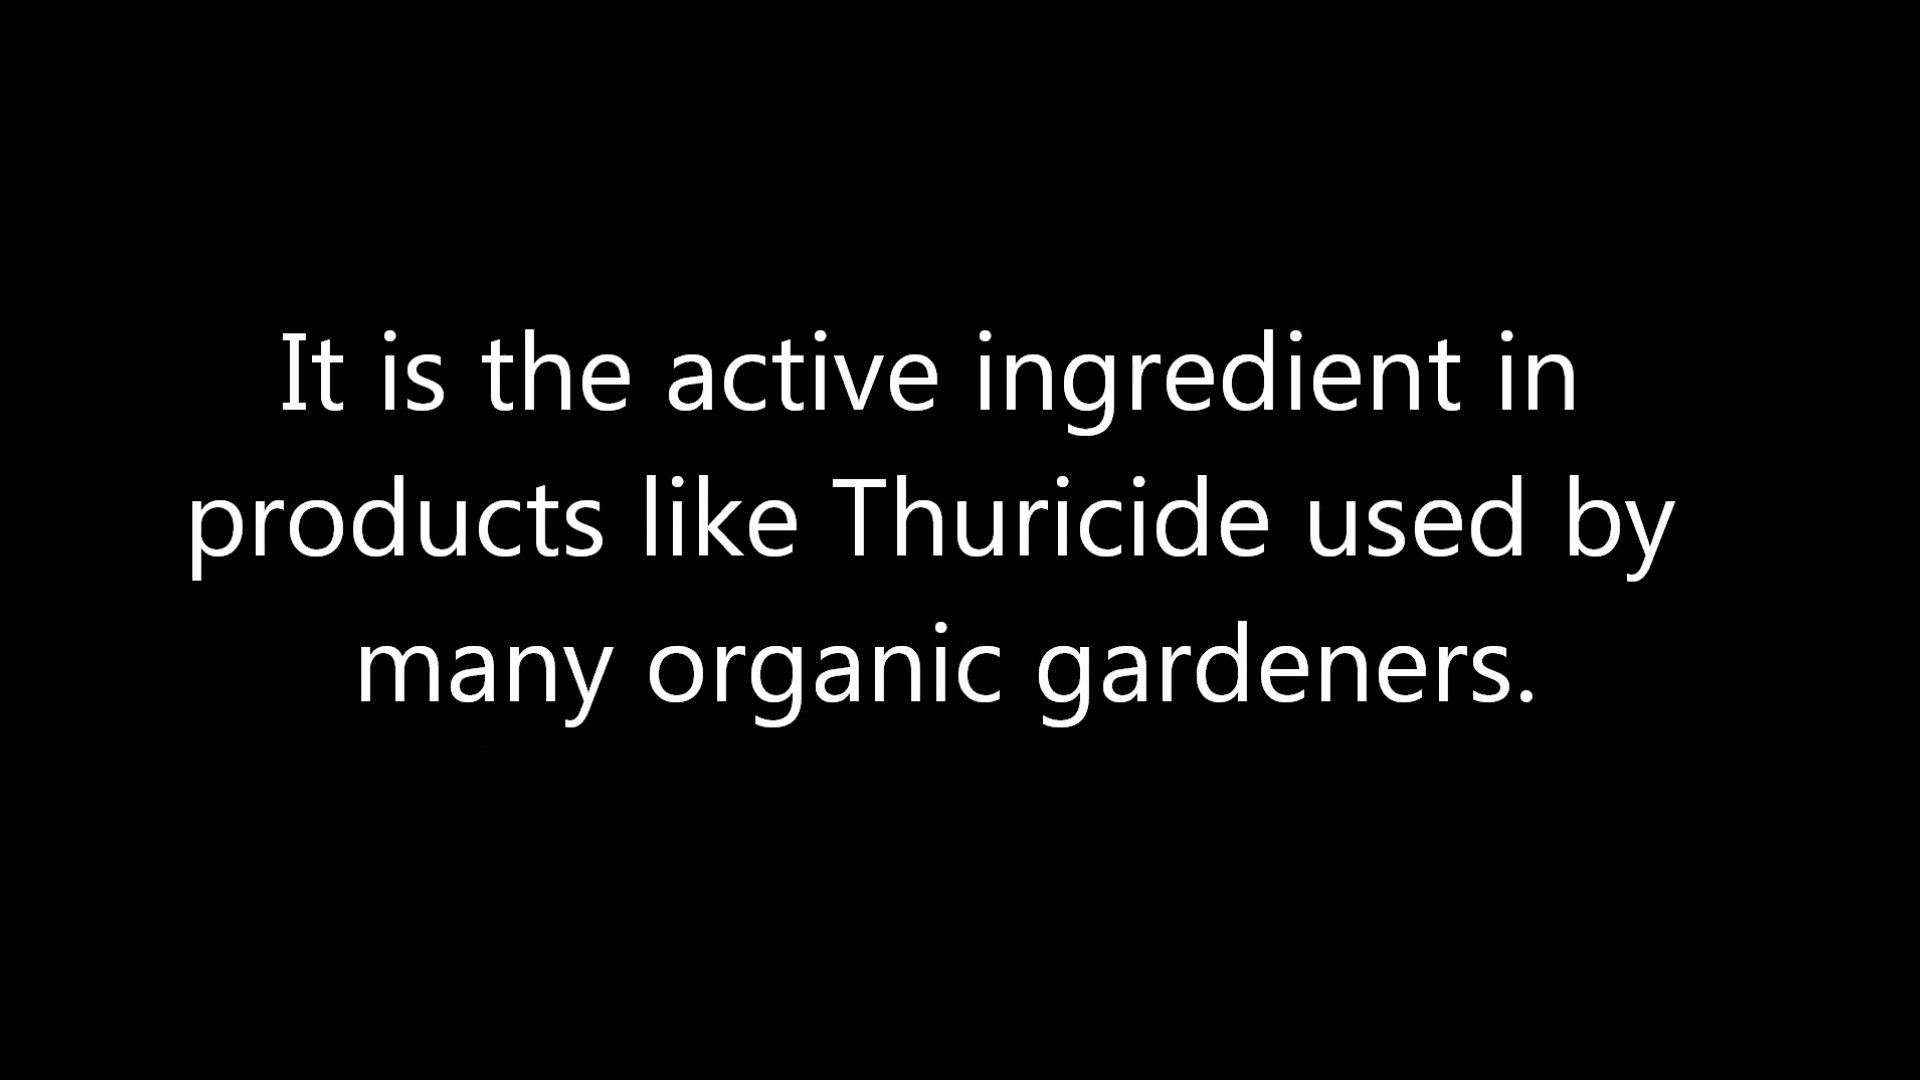 It is the active ingredient in
products like Thuricide used by
many organic gardeners.